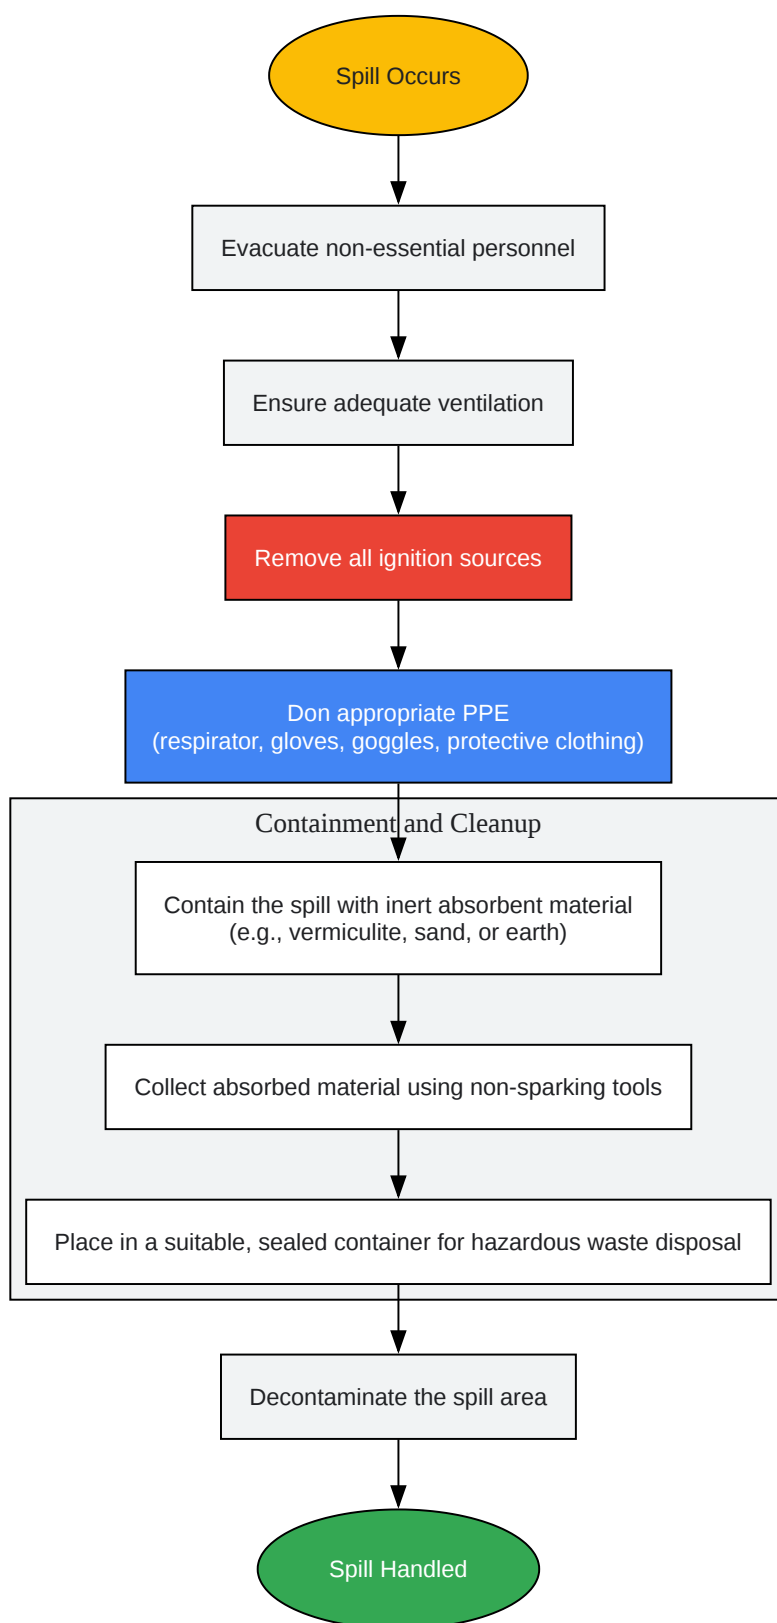 Spill Occurs
Evacuate non-essential personnel
Ensure adequate ventilation
Remove all ignition sources
Don appropriate PPE
(respirator, gloves, goggles, protective clothing)
Containment and Cleanup
Contain the spill with inert absorbent material
(e.g., vermiculite, sand, or earth)
Collect absorbed material using non-sparking tools
Place in a suitable, sealed container for hazardous waste disposal
Decontaminate the spill area
Spill Handled